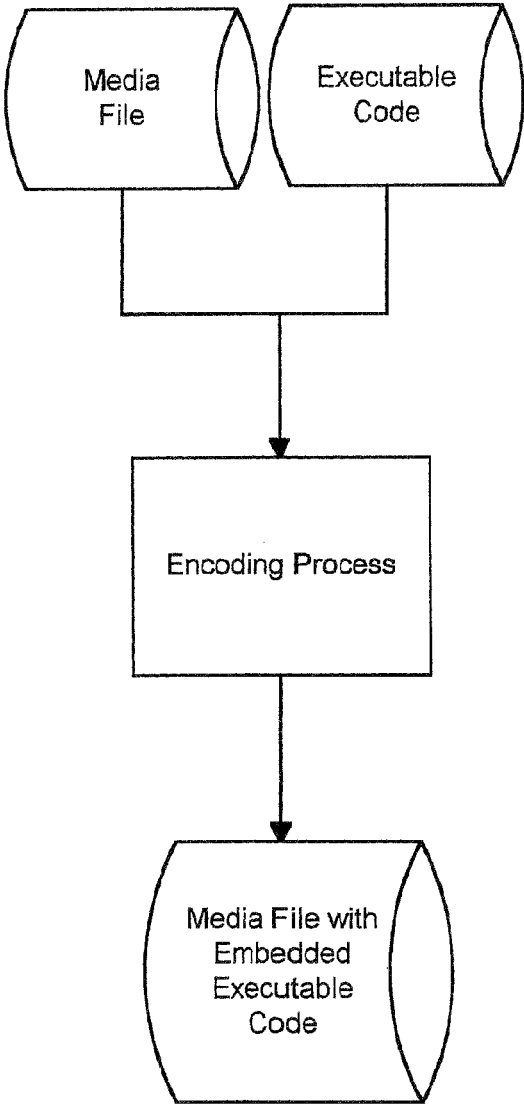 Media
File
Executable
Code
Encoding Process
Media File with
Embedded
Executable
Code